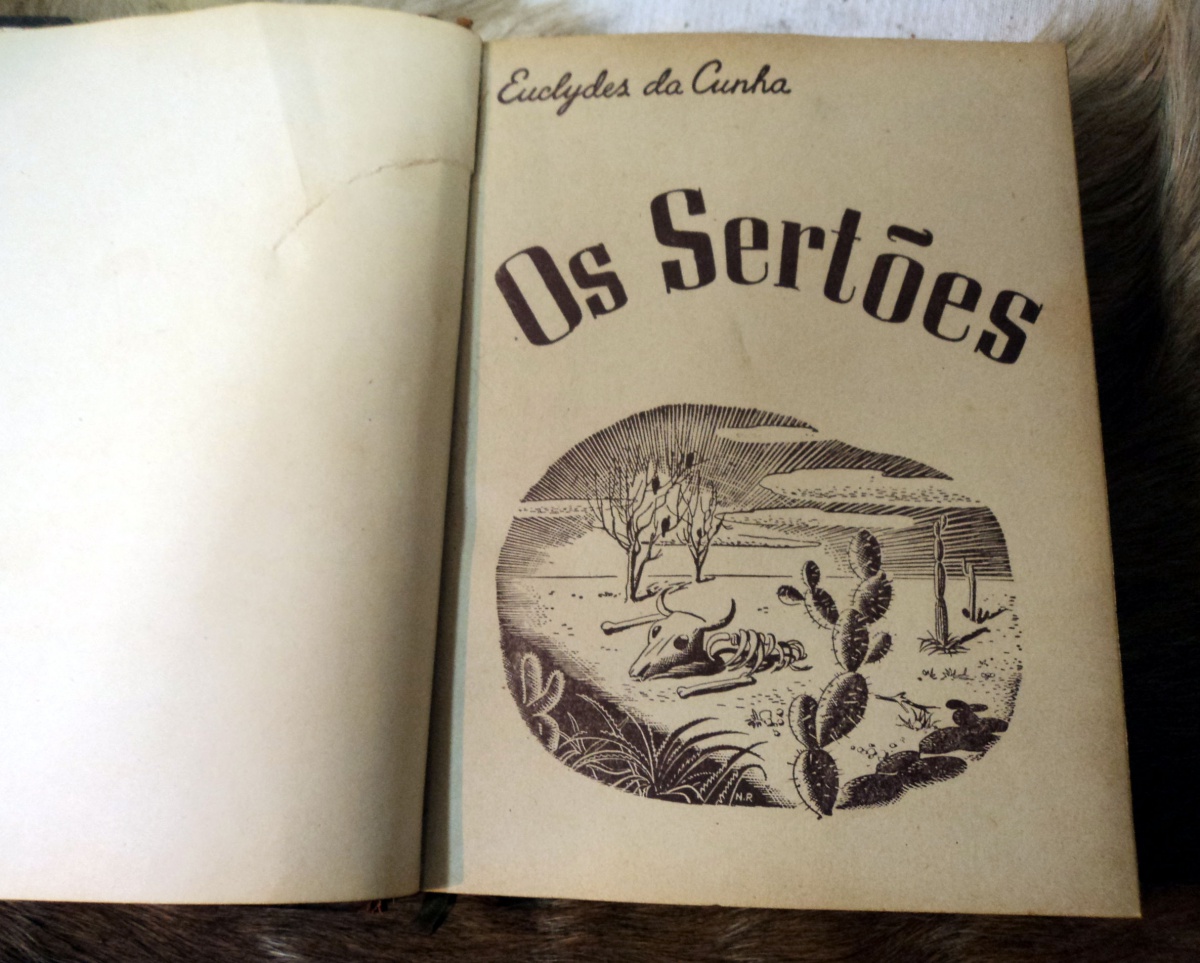 Euclydes da Cunha
Os Sertões
N.R